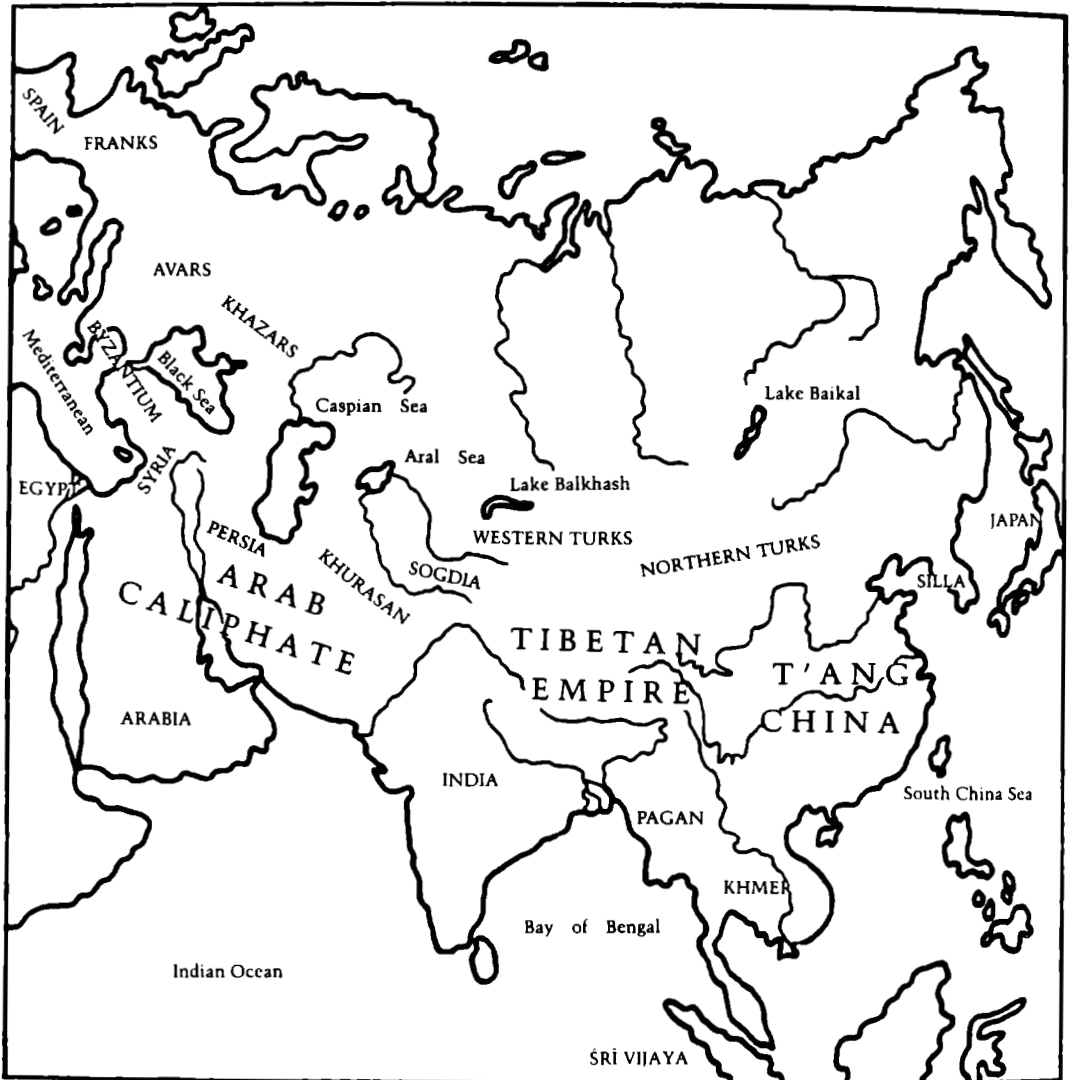 SPAIN
FRANKS
AVARS
KHAZARS
BYZANTIUM
Black Sea
Mediterranean
Caspian Sea
Lake Baikal
SYRIA
Aral Sea
EGYPT
Lake Balkhash
JAPAN
PERSIA
WESTERN TURKS
KHURASAN
SOGDIA
NORTHERN TURKS
SILLA
ARAB
CALIPHATE
TIBETAN
EMPIRE
T'ANG
CHINA
ARABIA
INDIA
South China Sea
PAGAN
KHMER
Bay of Bengal
Indian Ocean
ŚRĪ VIJAYA